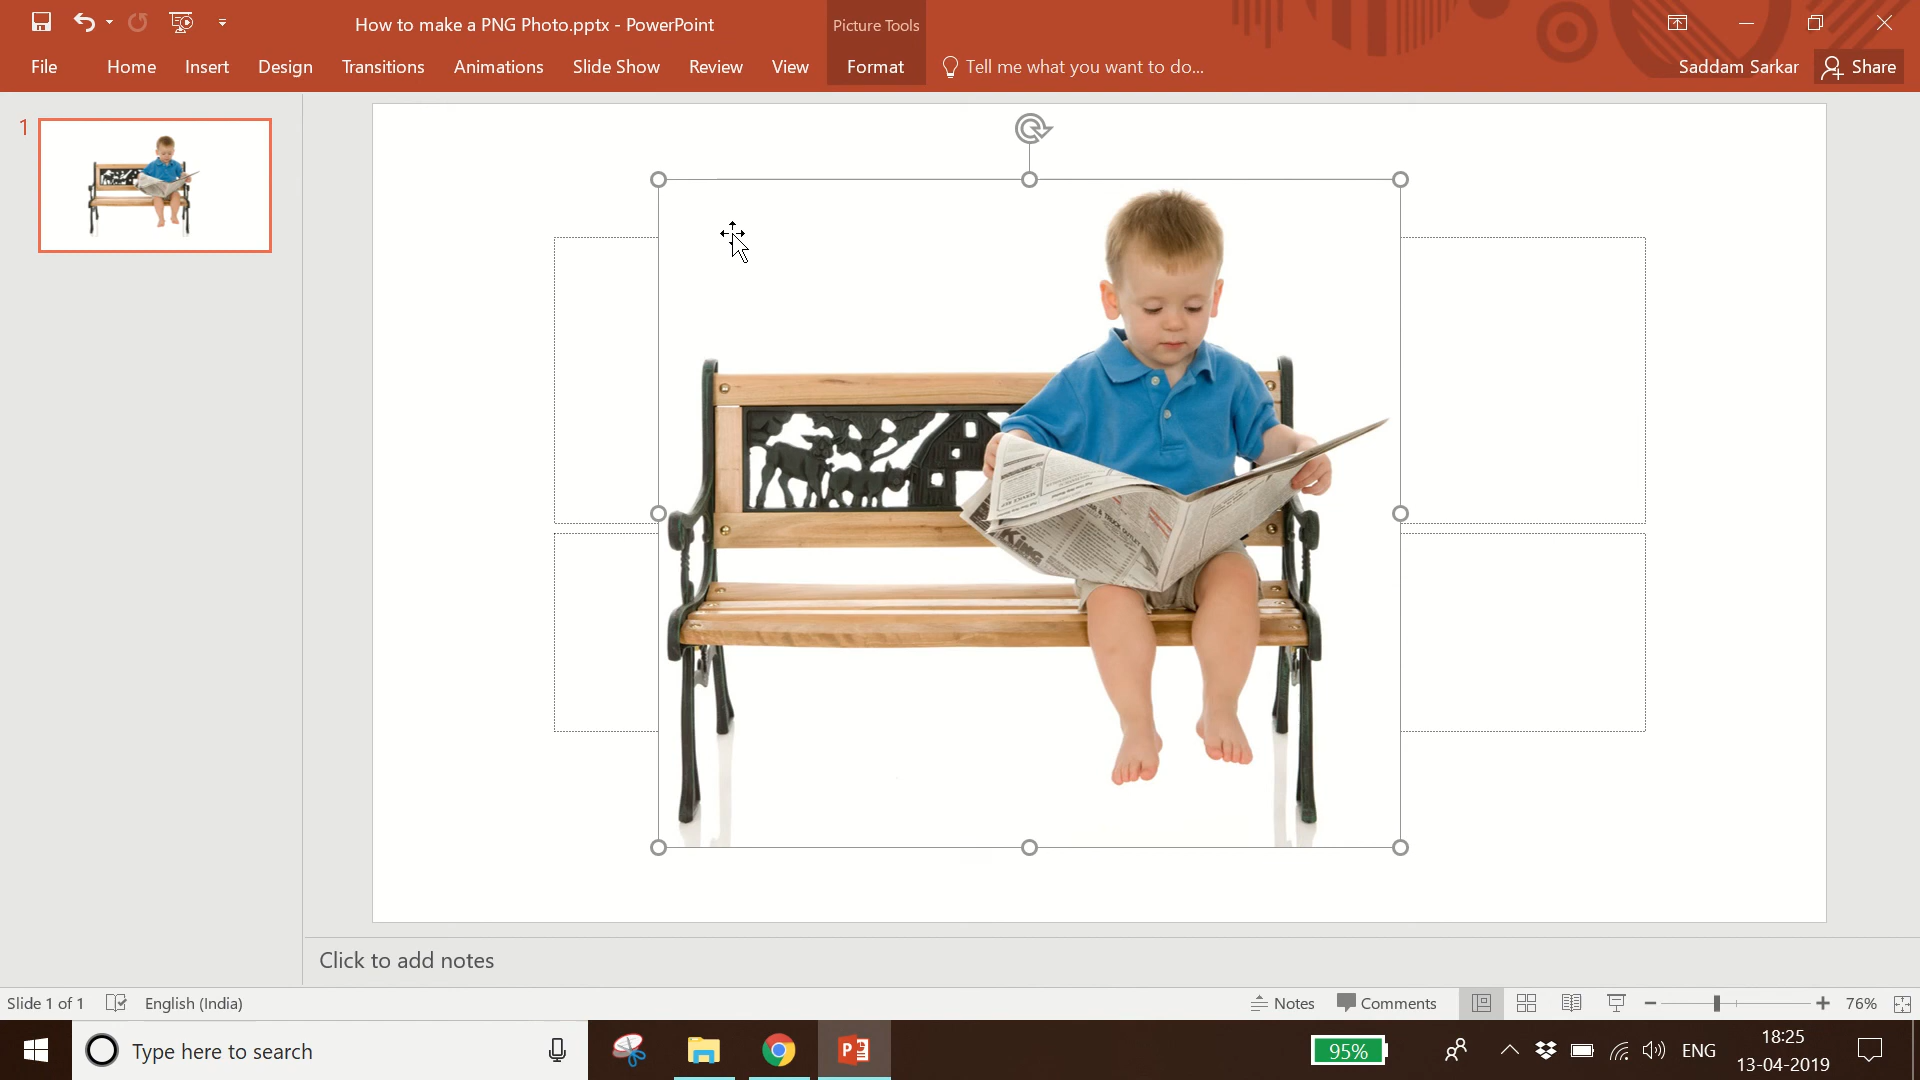 How to make a PNG Photo.pptx - PowerPoint
Picture Tools
File
Home
Insert
Design
Transitions
Animations
Slide Show
Review
View
Format
Tell me what you want to do...
Saddam Sarkar
Share
1
King
Click to add notes
Slide 1 of 1
English (India)
Notes
Comments
76%
Type here to search
95%
ENG
18:25
13-04-2019